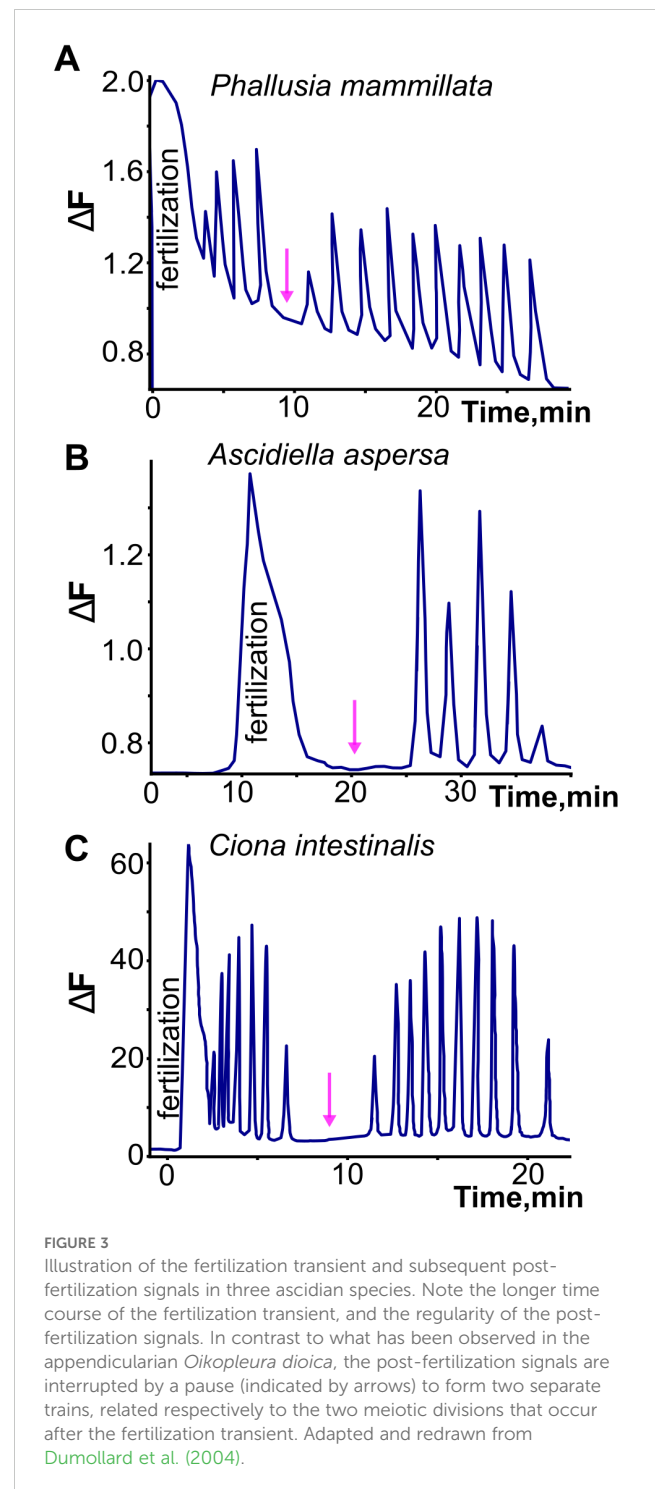 A
Phallusia mammillata
2.0
1.6
1.2
0.8
ΔF
fertilization
0
10
20
Time,min
B
Ascidiella aspersa
1.2
1.0
0.8
ΔF
fertilization
0
10
20
30
Time,min
C
Ciona intestinalis
60
40
20
0
ΔF
fertilization
0
10
20
Time,min
FIGURE 3
Illustration of the fertilization transient and subsequent post-
fertilization signals in three ascidian species. Note the longer time
course of the fertilization transient, and the regularity of the post-
fertilization signals. In contrast to what has been observed in the
appendicularian Oikopleura dioica, the post-fertilization signals are
interrupted by a pause (indicated by arrows) to form two separate
trains, related respectively to the two meiotic divisions that occur
after the fertilization transient. Adapted and redrawn from
Dumollard et al. (2004).